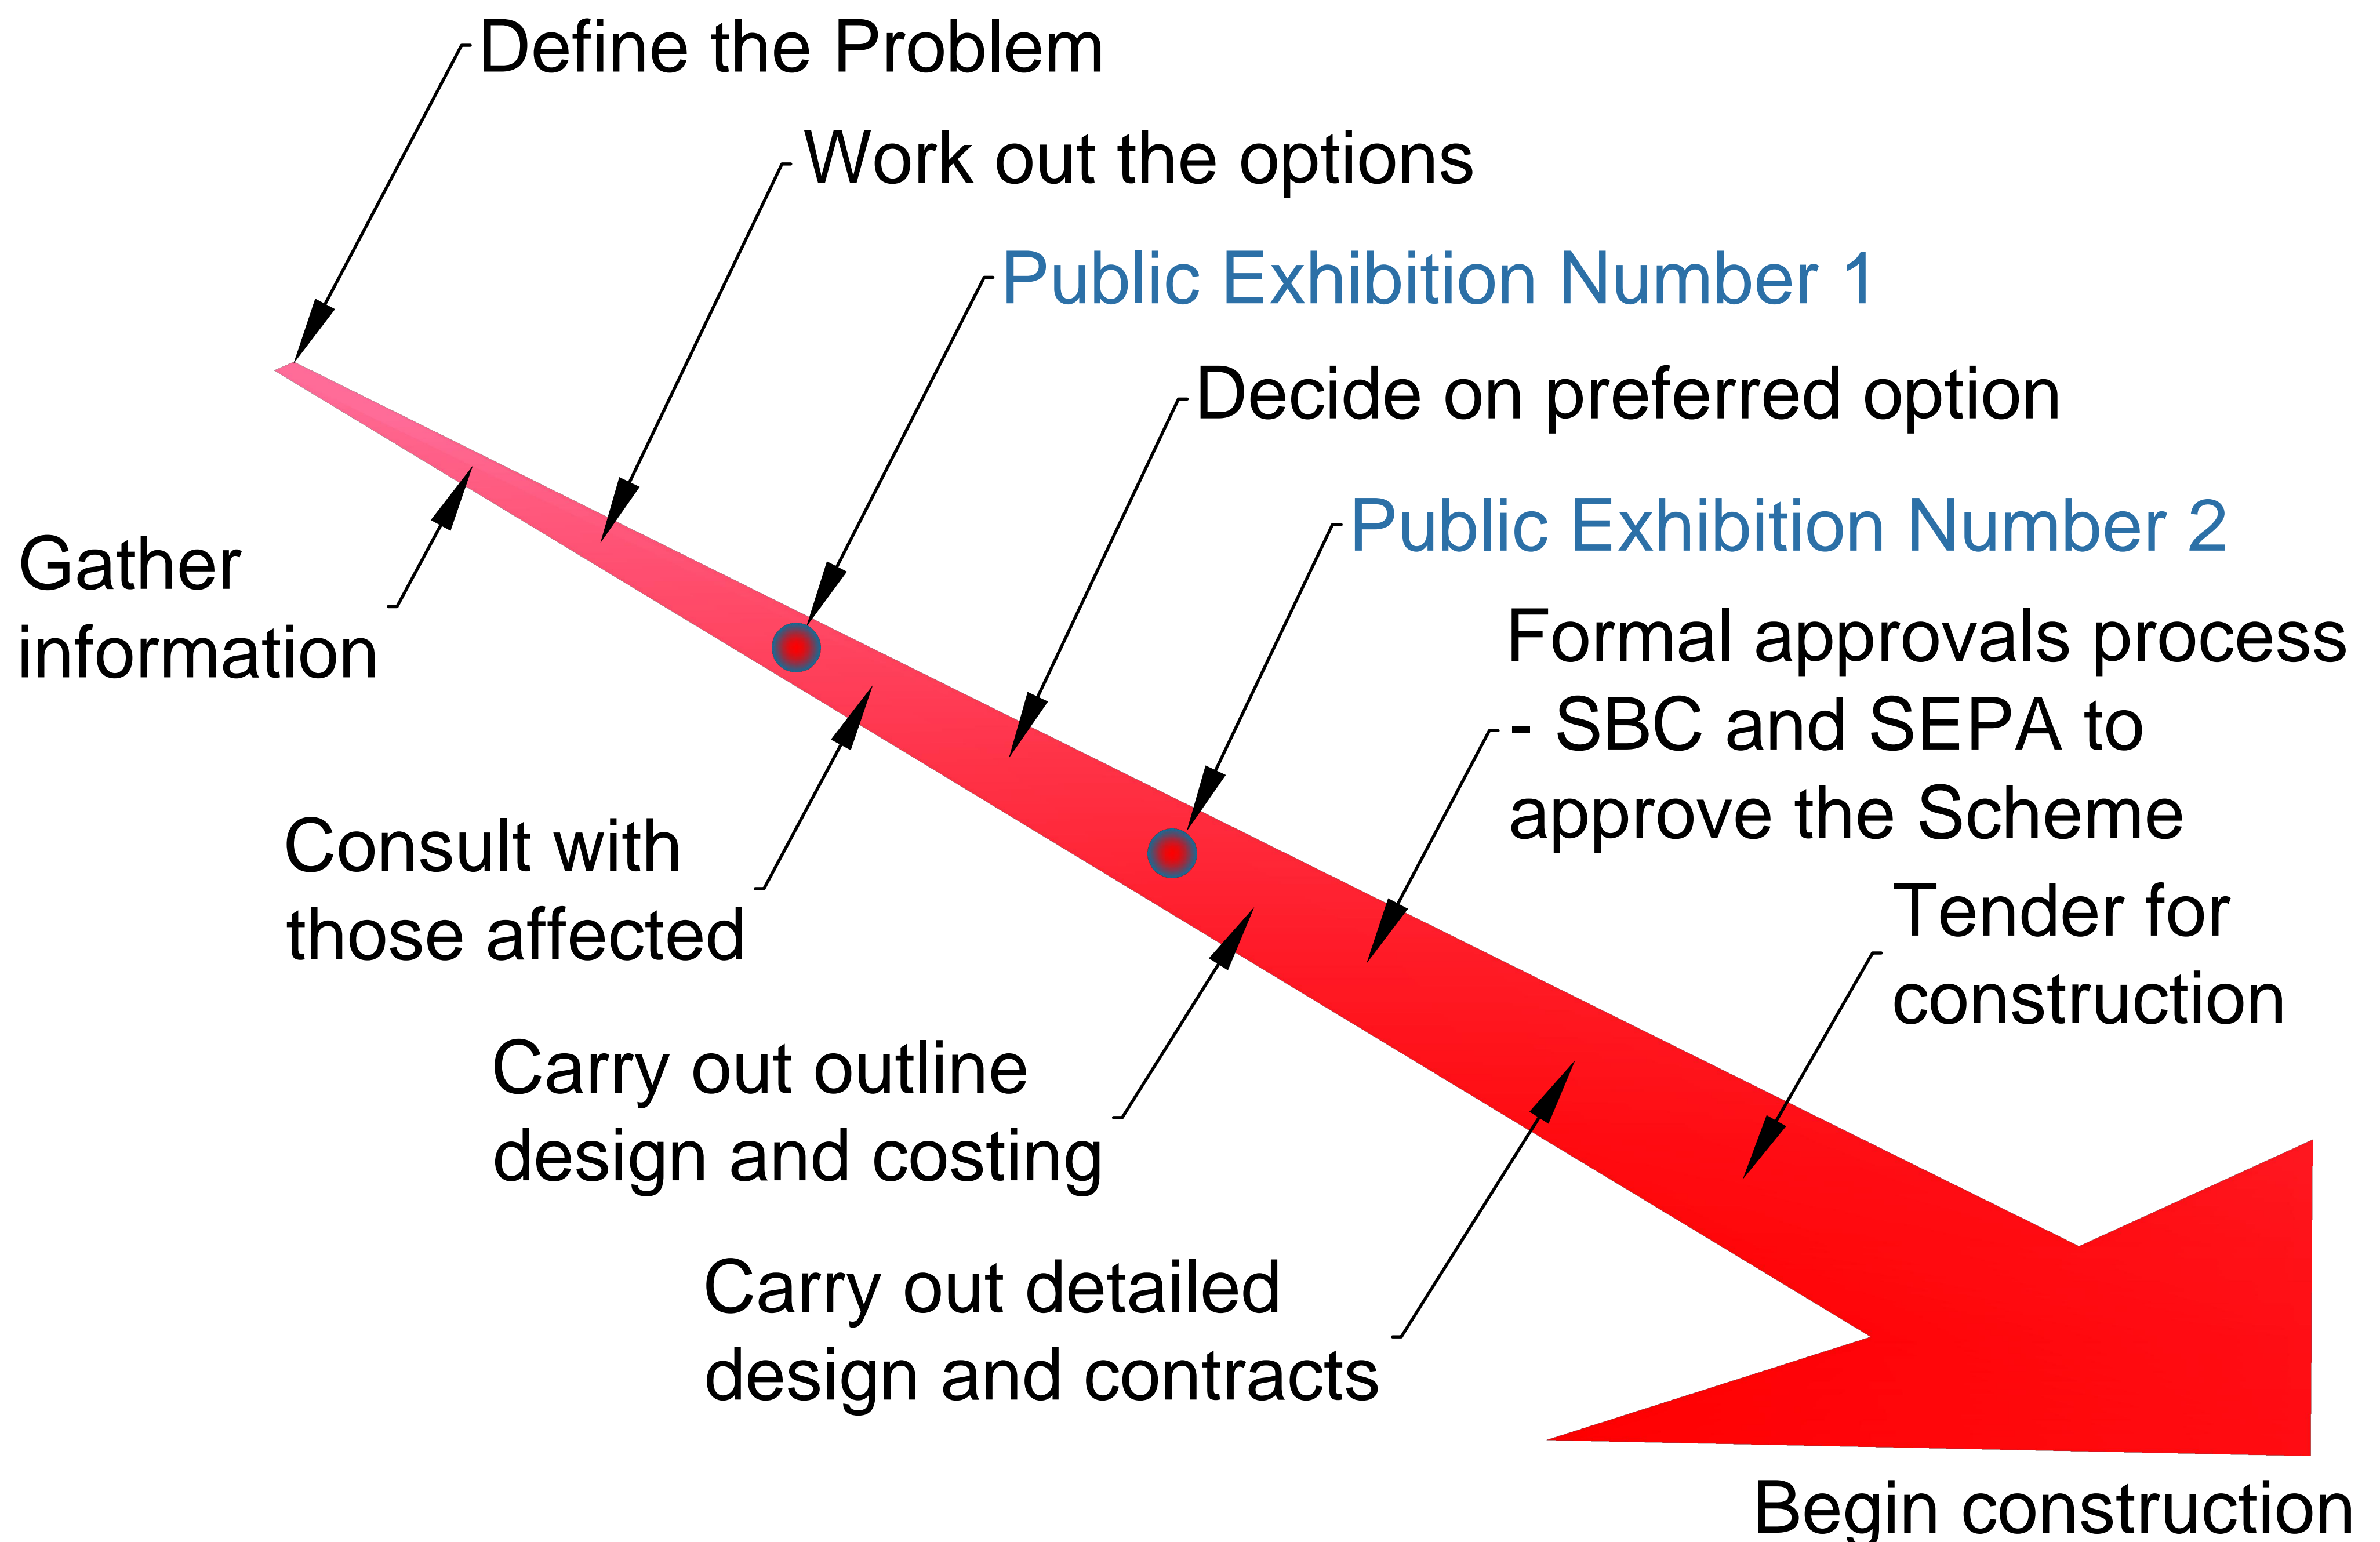 Define the Problem
Work out the options
Public Exhibition Number 1
Decide on preferred option
Public Exhibition Number 2
Gather
information
Formal approvals process
- SBC and SEPA to
approve the Scheme
Consult with
those affected
Tender for
construction
Carry out outline
design and costing
Carry out detailed
design and contracts
Begin construction